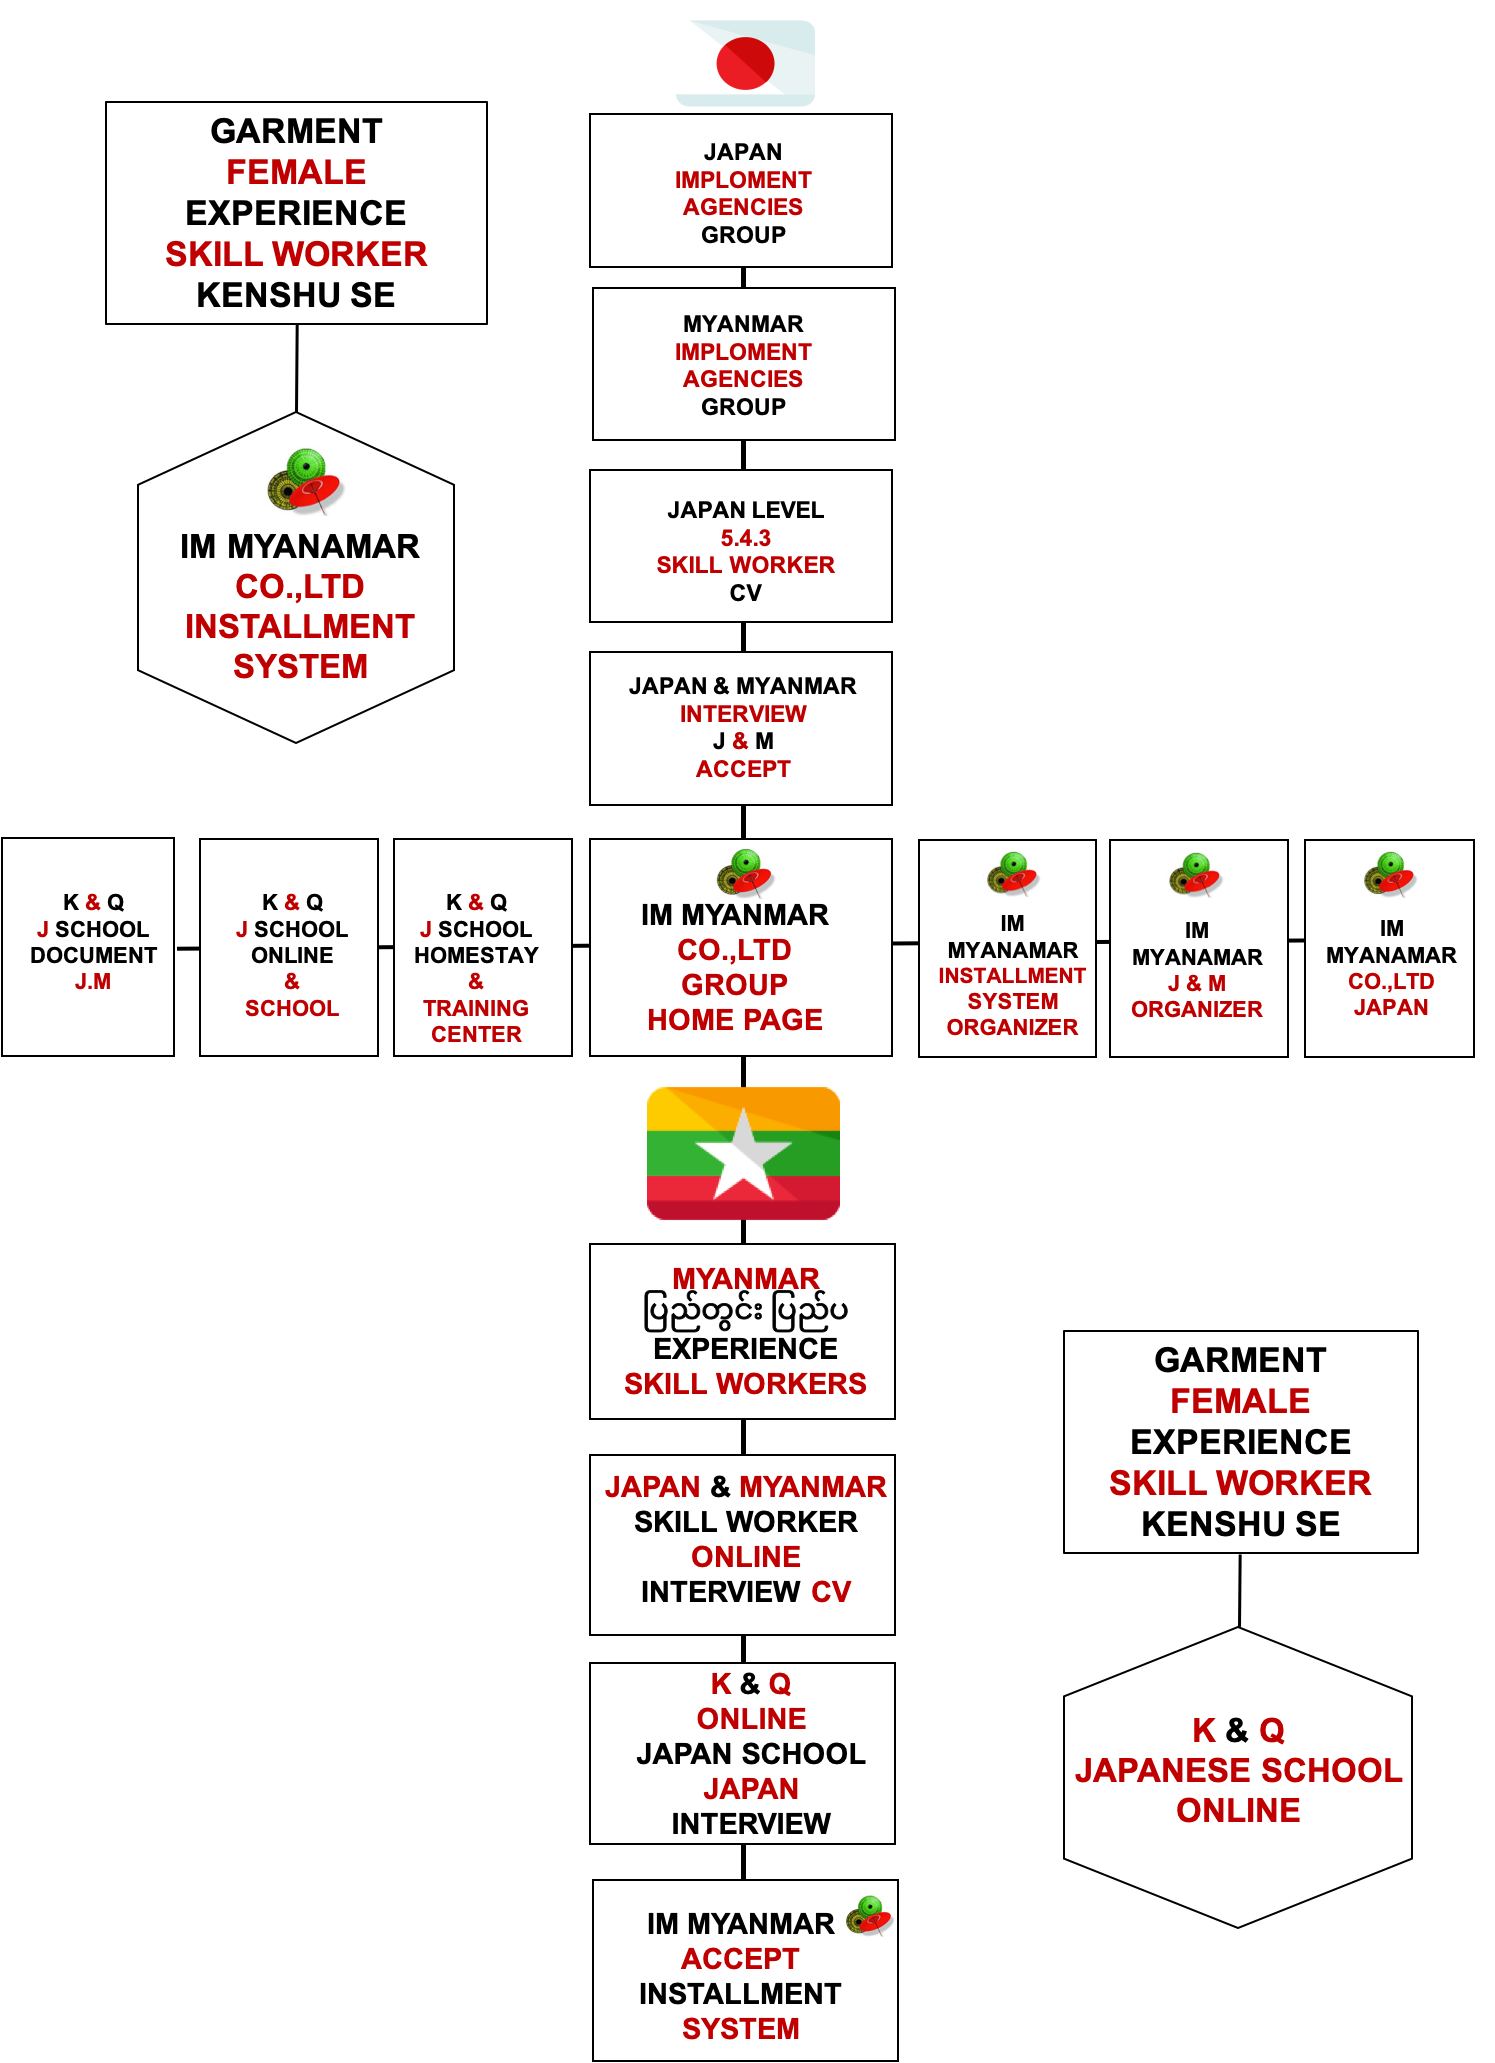 GARMENT
FEMALE
EXPERIENCE
SKILL WORKER
KENSHU SE
IM MYANAMAR
CO.,LTD
INSTALLMENT
SYSTEM
JAPAN
IMPLOMENT
AGENCIES
GROUP
MYANMAR
IMPLOMENT
AGENCIES
GROUP
JAPAN LEVEL
5.4.3
SKILL WORKER
CV
JAPAN & MYANMAR
INTERVIEW
J & M
ACCEPT
K & Q
J SCHOOL
DOCUMENT
J.M
K & Q
J SCHOOL
ONLINE
&
SCHOOL
K & Q
J SCHOOL
HOMESTAY
&
TRAINING
CENTER
IM MYANMAR
CO.,LTD
GROUP
HOME PAGE
IM
MYANAMAR
INSTALLMENT
SYSTEM
ORGANIZER
IM
MYANAMAR
J & M
ORGANIZER
IM
MYANAMAR
CO.,LTD
JAPAN
MYANMAR
ပြည်တွင်း ပြည်ပ
EXPERIENCE
SKILL WORKERS
JAPAN & MYANMAR
SKILL WORKER
ONLINE
INTERVIEW CV
K & Q
ONLINE
JAPAN SCHOOL
JAPAN
INTERVIEW
IM MYANMAR
ACCEPT
INSTALLMENT
SYSTEM
GARMENT
FEMALE
EXPERIENCE
SKILL WORKER
KENSHU SE
K & Q
JAPANESE SCHOOL
ONLINE